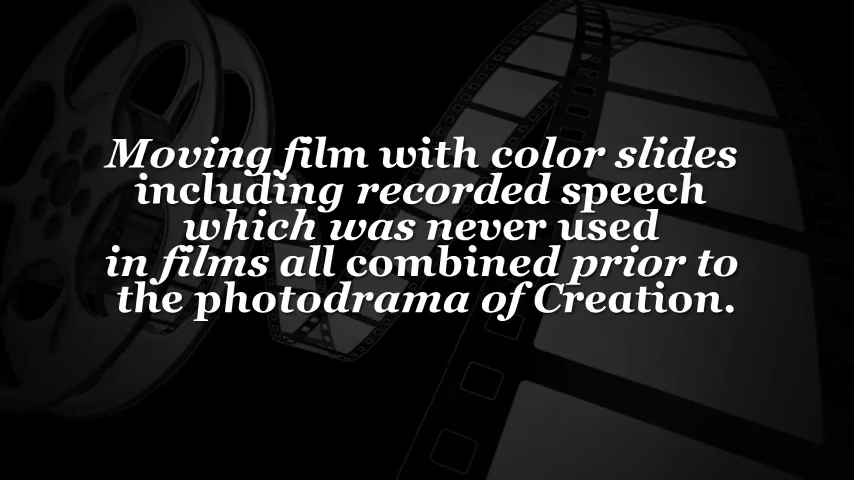 Moving film with color slides
including recorded speech
which was never used
in films all combined prior to
the photodrama of Creation.